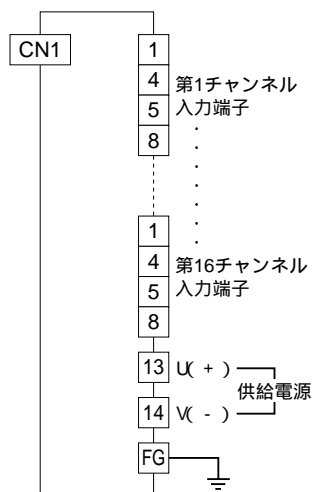 CN1
1
4
5
8
第1チャンネル
入力端子
1
4
5
8
第16チャンネル
入力端子
13 U( + )
14 V( - )
供給電源
FG